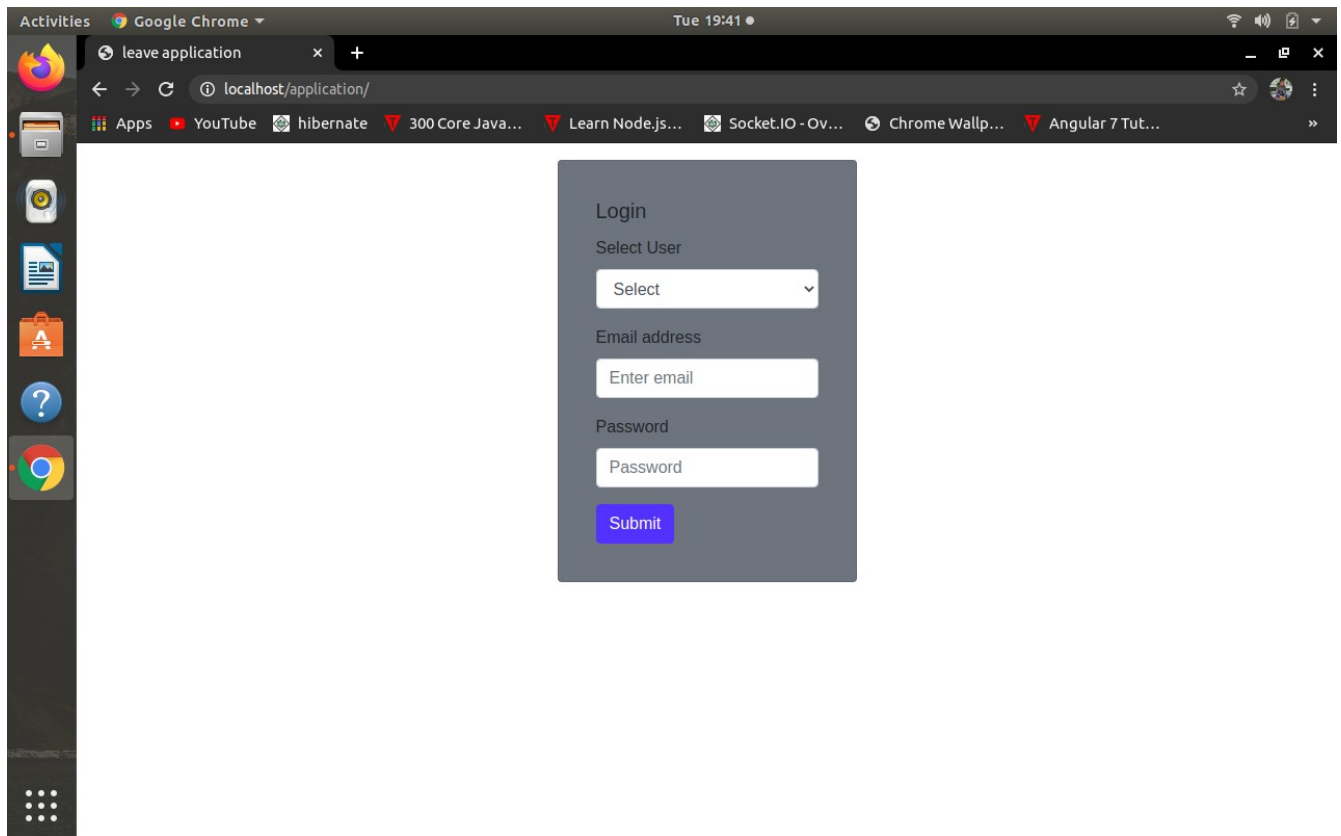 Activities Google Chrome Tue 19:41
leave application
localhost/application/
Apps YouTube hibernate 300 Core Java... Learn Node.js... Socket.IO - Ov... Chrome Wallp... Angular 7 Tut... »
Login
Select User
Select
Email address
Enter email
Password
Password
Submit